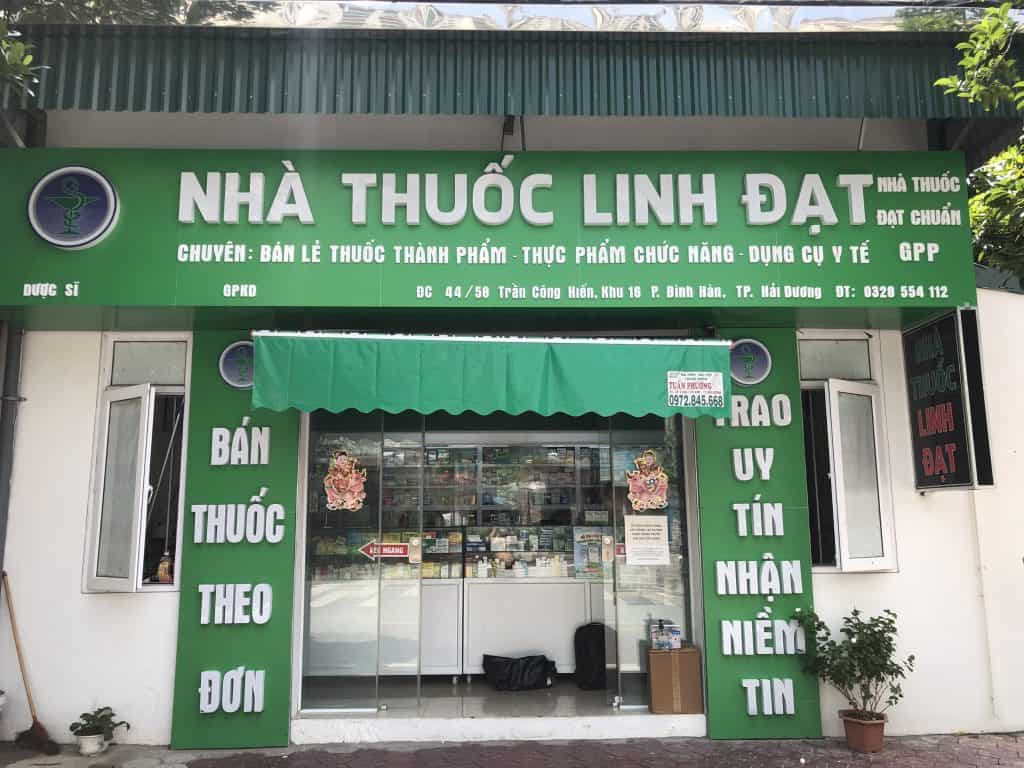 NHÀ THUỐC LINH ĐẠT
NHÀ THUỐC
ĐẠT CHUẨN
GPP
CHUYÊN: BÁN LẺ THUỐC THÀNH PHẨM - THỰC PHẨM CHỨC NĂNG - DỤNG CỤ Y TẾ
DƯỢC SĨ
GPKD
ĐC 44/58 Trần Công Hiến, Khu 16 P. Bình Hàn, TP. Hải Dương ĐT: 0320 554 112
TUẤN PHƯƠNG
0972.845.668
NHÀ
THUỐC
LINH
ĐẠT
BÁN
THUỐC
THEO
ĐƠN
KÉO NGANG
TRAO
UY
TÍN
NHẬN
NIỀM
TIN